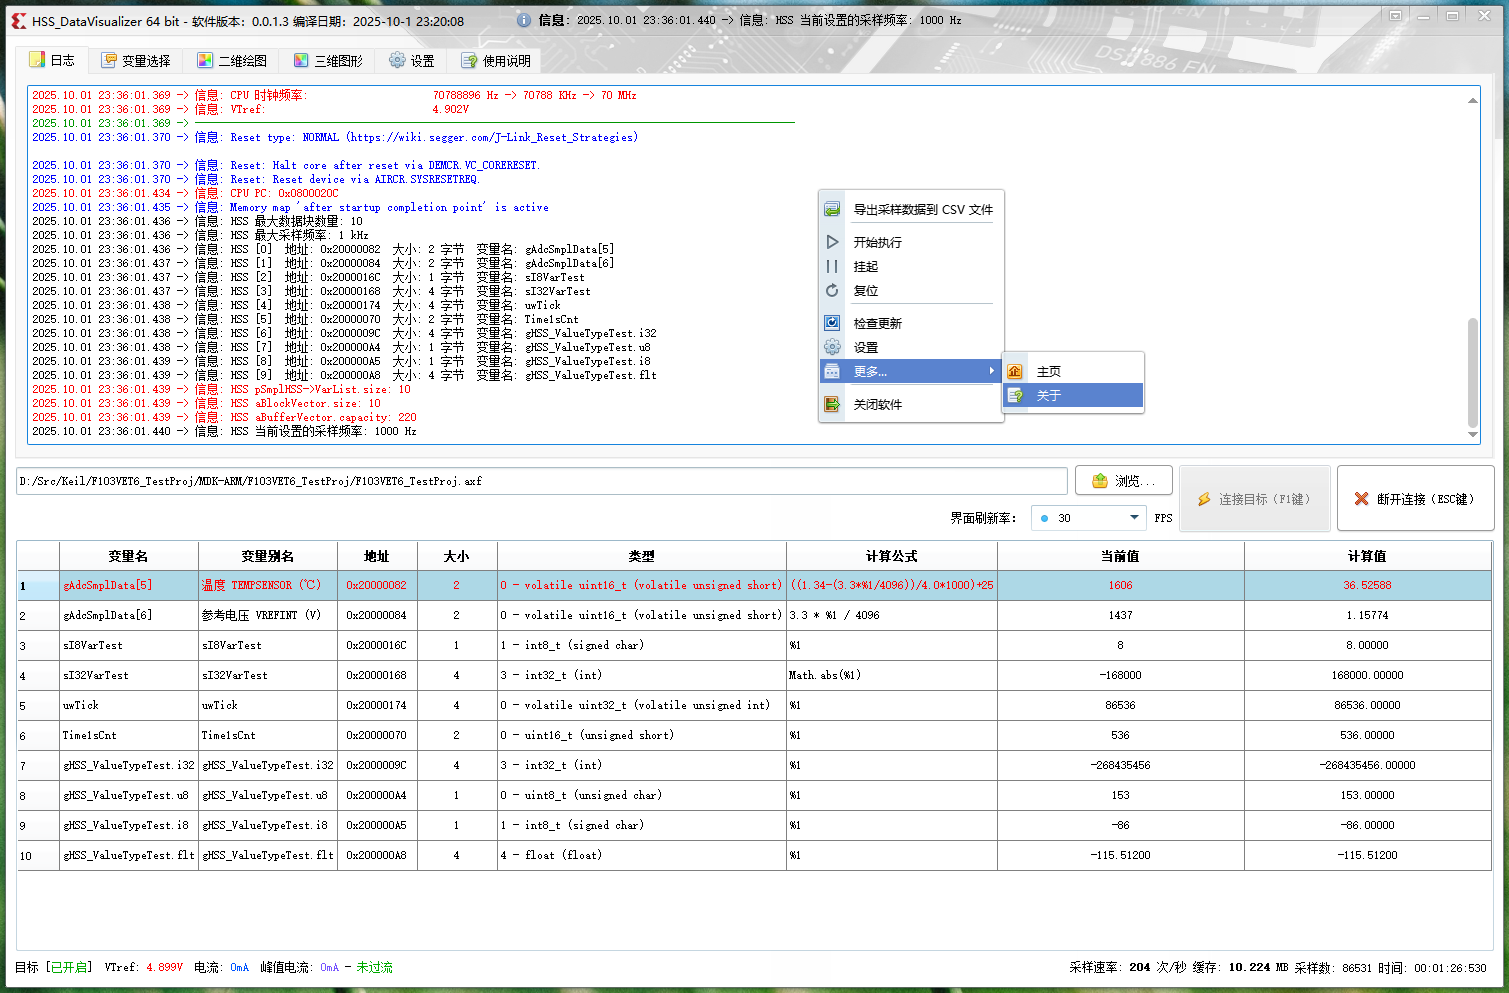 HSS_DataVisualizer 64 bit - 软件版本：0.0.1.3 编译日期：2025-10-1 23:20:08
信息：2025.10.01 23:36:01.440 -> 信息：HSS 当前设置的采样频率：1000 Hz
日志 变量选择 二维绘图 三维图形 设置 使用说明
2025.10.01 23:36:01.369 -> 信息：CPU 时钟频率: 70788896 Hz -> 70788 KHz -> 70 MHz
2025.10.01 23:36:01.369 -> 信息：VTref: 4.902V
2025.10.01 23:36:01.369 ->
2025.10.01 23:36:01.370 -> 信息：Reset type: NORMAL (https://wiki.segger.com/J-Link_Reset_Strategies)
2025.10.01 23:36:01.370 -> 信息：Reset: Halt core after reset via DEMCR.VC_CORERESET.
2025.10.01 23:36:01.370 -> 信息：Reset: Reset device via AIRCR.SYSRESETREQ.
2025.10.01 23:36:01.434 -> 信息：CPU PC: 0x0800020C
2025.10.01 23:36:01.435 -> 信息：Memory map 'after startup completion point' is active
2025.10.01 23:36:01.436 -> 信息：HSS 最大数据块数量: 10
2025.10.01 23:36:01.436 -> 信息：HSS 最大采样频率: 1 kHz
2025.10.01 23:36:01.436 -> 信息：HSS [0] 地址: 0x20000082 大小: 2 字节 变量名: gAdcSmplData[5]
2025.10.01 23:36:01.437 -> 信息：HSS [1] 地址: 0x20000084 大小: 2 字节 变量名: gAdcSmplData[6]
2025.10.01 23:36:01.437 -> 信息：HSS [2] 地址: 0x2000016C 大小: 1 字节 变量名: sI8VarTest
2025.10.01 23:36:01.437 -> 信息：HSS [3] 地址: 0x20000168 大小: 4 字节 变量名: sI32VarTest
2025.10.01 23:36:01.438 -> 信息：HSS [4] 地址: 0x20000174 大小: 4 字节 变量名: uwTick
2025.10.01 23:36:01.438 -> 信息：HSS [5] 地址: 0x20000070 大小: 2 字节 变量名: Time1sCnt
2025.10.01 23:36:01.438 -> 信息：HSS [6] 地址: 0x2000009C 大小: 4 字节 变量名: gHSS_ValueTypeTest.i32
2025.10.01 23:36:01.438 -> 信息：HSS [7] 地址: 0x200000A4 大小: 1 字节 变量名: gHSS_ValueTypeTest.u8
2025.10.01 23:36:01.438 -> 信息：HSS [8] 地址: 0x200000A5 大小: 1 字节 变量名: gHSS_ValueTypeTest.i8
2025.10.01 23:36:01.439 -> 信息：HSS [9] 地址: 0x200000A8 大小: 4 字节 变量名: gHSS_ValueTypeTest.flt
2025.10.01 23:36:01.439 -> 信息：HSS pSmplHSS->VarList.size: 10
2025.10.01 23:36:01.439 -> 信息：HSS aBlockVector.size: 10
2025.10.01 23:36:01.439 -> 信息：HSS aBufferVector.capacity: 220
2025.10.01 23:36:01.440 -> 信息：HSS 当前设置的采样频率: 1000 Hz
导出采样数据到 CSV 文件
开始执行
挂起
复位
检查更新
设置
更多...
关闭软件
主页
关于
D:/Src/Keil/F103VET6_TestProj/MDK-ARM/F103VET6_TestProj/F103VET6_TestProj.axf
浏览...
连接目标（F1键）
断开连接（ESC键）
界面刷新率： 30 FPS
变量名 变量别名 地址 大小 类型 计算公式 当前值 计算值
1 gAdcSmplData[5] 温度 TEMPSENSOR (℃) 0x20000082 2 0 - volatile uint16_t (volatile unsigned short) ((1.34-(3.3*%1/4096))/4.0*1000)+25 1606 36.52588
2 gAdcSmplData[6] 参考电压 VREFINT (V) 0x20000084 2 0 - volatile uint16_t (volatile unsigned short) 3.3 * %1 / 4096 1437 1.15774
3 sI8VarTest sI8VarTest 0x2000016C 1 1 - int8_t (signed char) %1 8 8.00000
4 sI32VarTest sI32VarTest 0x20000168 4 3 - int32_t (int) Math.abs(%1) -168000 168000.00000
5 uwTick uwTick 0x20000174 4 0 - volatile uint32_t (volatile unsigned int) %1 86536 86536.00000
6 Time1sCnt Time1sCnt 0x20000070 2 0 - uint16_t (unsigned short) %1 536 536.00000
7 gHSS_ValueTypeTest.i32 gHSS_ValueTypeTest.i32 0x2000009C 4 3 - int32_t (int) %1 -268435456 -268435456.00000
8 gHSS_ValueTypeTest.u8 gHSS_ValueTypeTest.u8 0x200000A4 1 0 - uint8_t (unsigned char) %1 153 153.00000
9 gHSS_ValueTypeTest.i8 gHSS_ValueTypeTest.i8 0x200000A5 1 1 - int8_t (signed char) %1 -86 -86.00000
10 gHSS_ValueTypeTest.flt gHSS_ValueTypeTest.flt 0x200000A8 4 4 - float (float) %1 -115.51200 -115.51200
目标 [已开启] VTref: 4.899V 电流: 0mA 峰值电流: 0mA - 未过流
采样速率: 204 次/秒 缓存: 10.224 MB 采样数: 86531 时间: 00:01:26:530